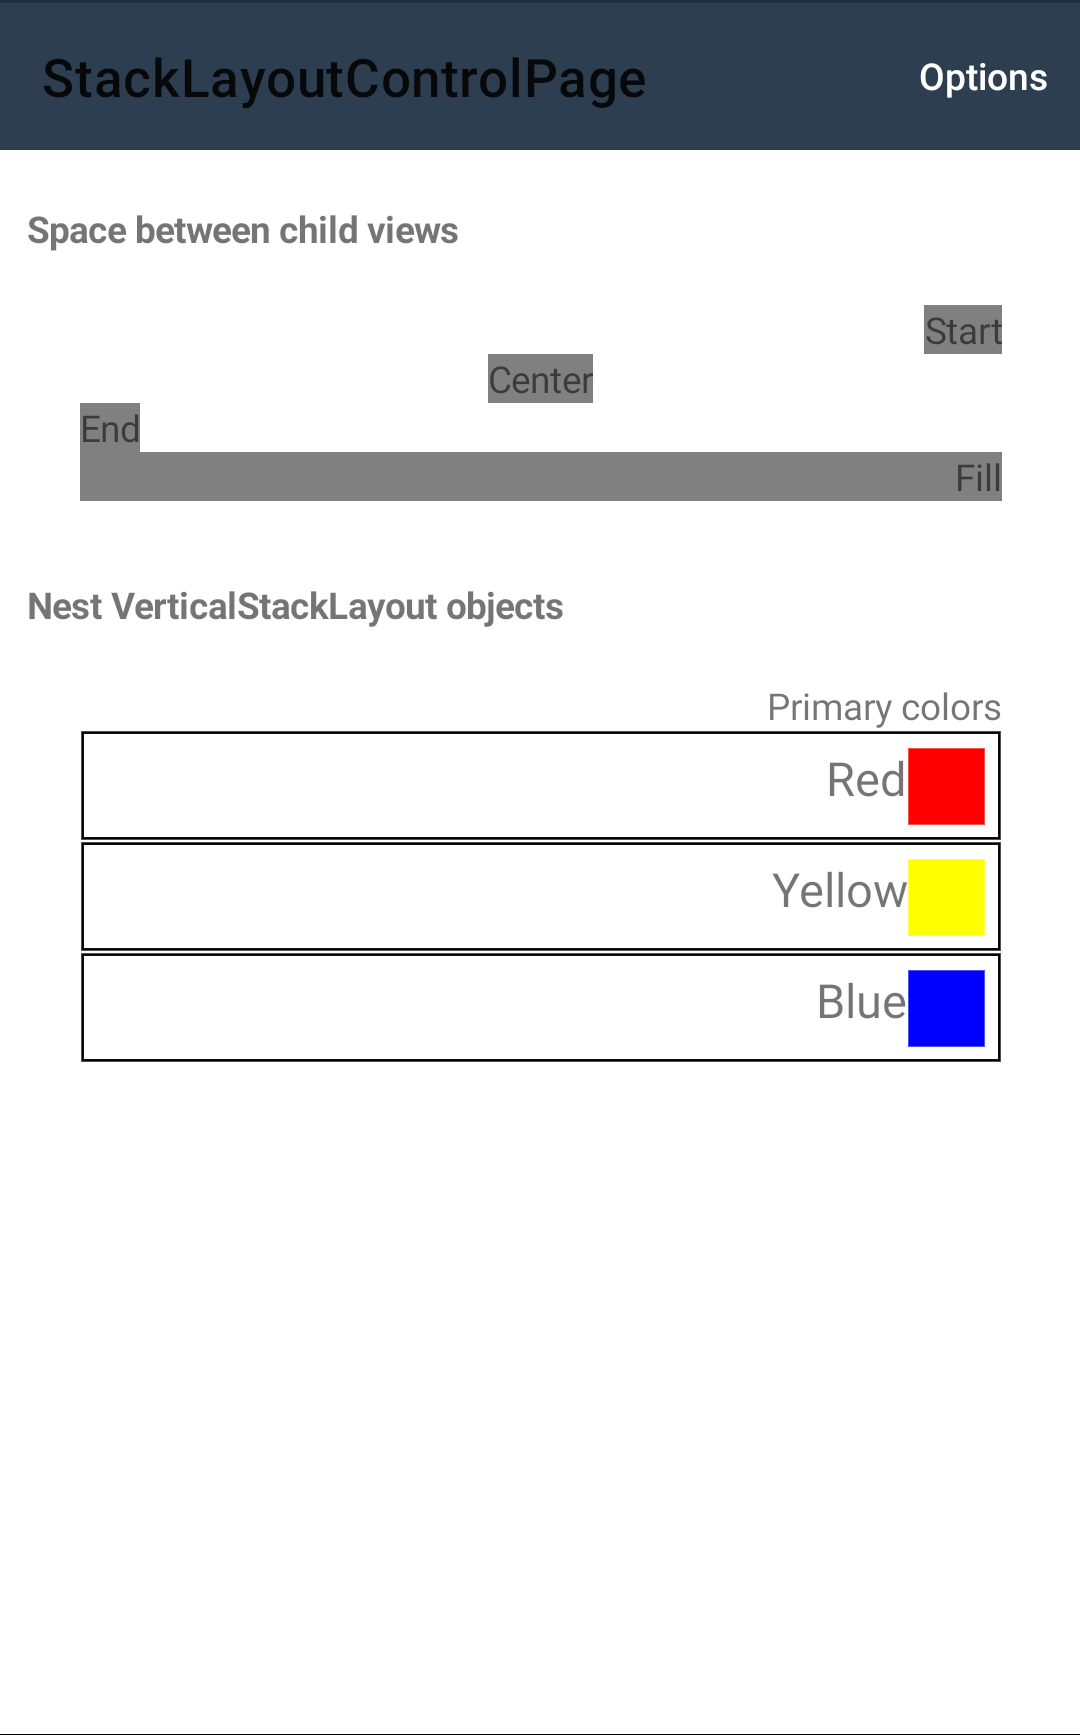 StackLayoutControlPage
Options
Space between child views
Start
Center
End
Fill
Nest VerticalStackLayout objects
Primary colors
Red
Yellow
Blue